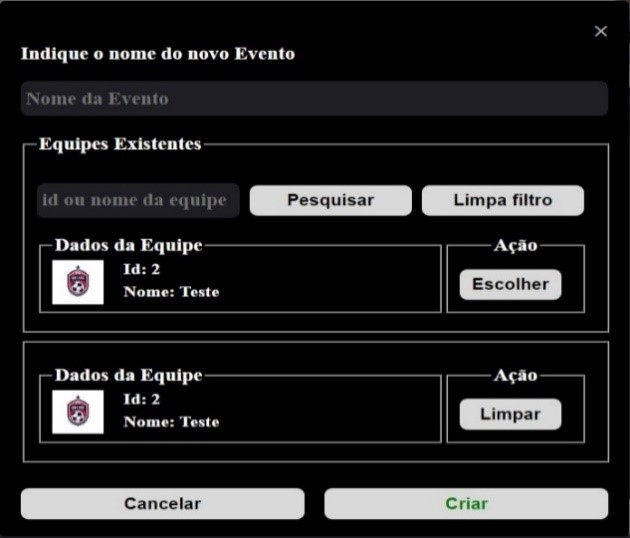 ×
Indique o nome do novo Evento
Nome da Evento
Equipes Existentes
id ou nome da equipe Pesquisar Limpa filtro
Dados da Equipe Ação
Id: 2
Nome: Teste
Escolher
Dados da Equipe Ação
Id: 2
Nome: Teste
Limpar
Cancelar Criar